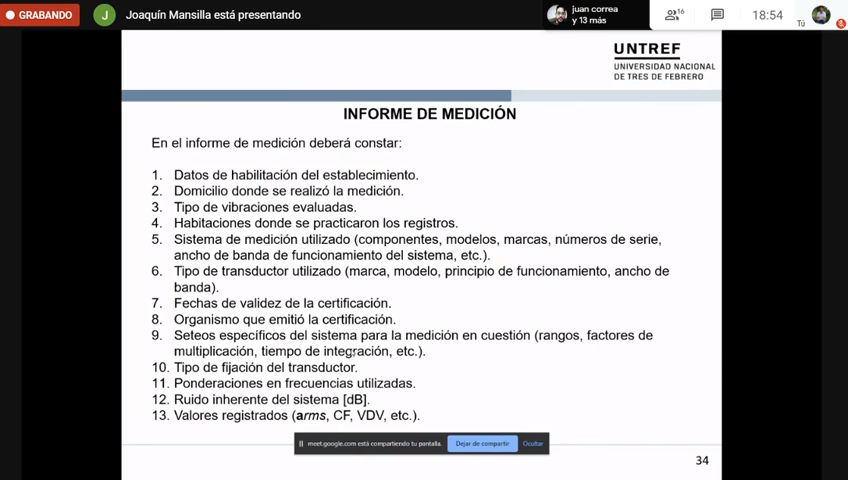 GRABANDO
J
Joaquín Mansilla está presentando
juan correa
y 13 más
16
18:54
Tú
UNTREF
UNIVERSIDAD NACIONAL
DE TRES DE FEBRERO
INFORME DE MEDICIÓN
En el informe de medición deberá constar:
1. Datos de habilitación del establecimiento.
2. Domicilio donde se realizó la medición.
3. Tipo de vibraciones evaluadas.
4. Habitaciones donde se practicaron los registros.
5. Sistema de medición utilizado (componentes, modelos, marcas, números de serie,
ancho de banda de funcionamiento del sistema, etc.).
6. Tipo de transductor utilizado (marca, modelo, principio de funcionamiento, ancho de
banda).
7. Fechas de validez de la certificación.
8. Organismo que emitió la certificación.
9. Seteos específicos del sistema para la medición en cuestión (rangos, factores de
multiplicación, tiempo de integración, etc.).
10. Tipo de fijación del transductor.
11. Ponderaciones en frecuencias utilizadas.
12. Ruido inherente del sistema [dB].
13. Valores registrados (arms, CF, VDV, etc.).
meet.google.com está compartiendo tu pantalla.
Dejar de compartir
Ocultar
34